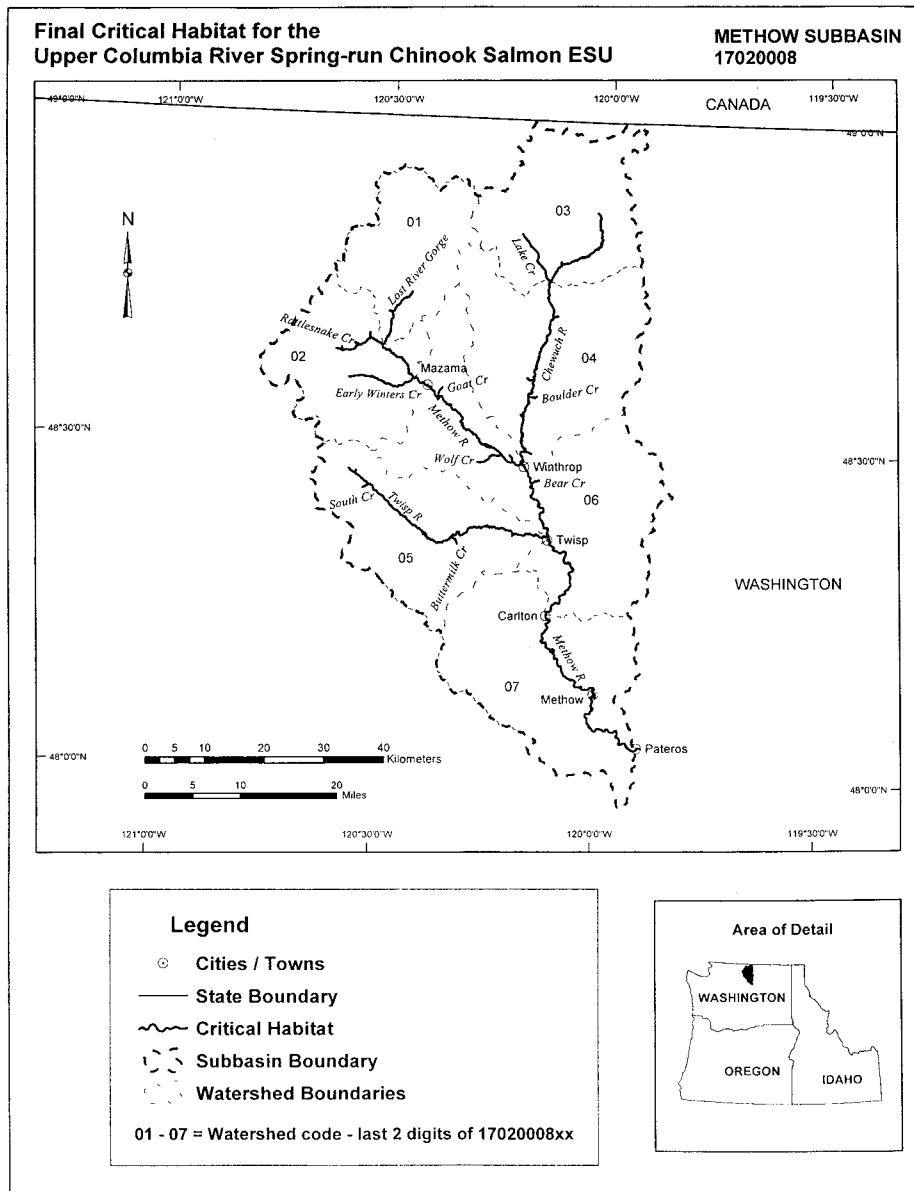 Final Critical Habitat for the
Upper Columbia River Spring-run Chinook Salmon ESU
METHOW SUBBASIN
17020008
49°0'0"N
121°0'0"W
120°30'0"W
120°0'0"W
119°30'0"W
CANADA
49°0'0"N
N
01
03
Lost River Gorge
Lake Cr
Rattlesnake Cr
02
Mazama
Chewuch R
04
Early Winters Cr
Goat Cr
Boulder Cr
Methow R
48°30'0"N
Wolf Cr
Winthrop
48°30'0"N
Bear Cr
06
South Cr
Twisp R
Twisp
05
Buttermilk Cr
WASHINGTON
Carlton
Methow R
07
Methow
0 5 10 20 30 40
Kilometers
Pateros
48°0'0"N
0 5 10 20
Miles
48°0'0"N
121°0'0"W
120°30'0"W
120°0'0"W
119°30'0"W
Legend
Cities / Towns
State Boundary
Critical Habitat
Subbasin Boundary
Watershed Boundaries
01 - 07 = Watershed code - last 2 digits of 17020008xx
Area of Detail
WASHINGTON
OREGON
IDAHO